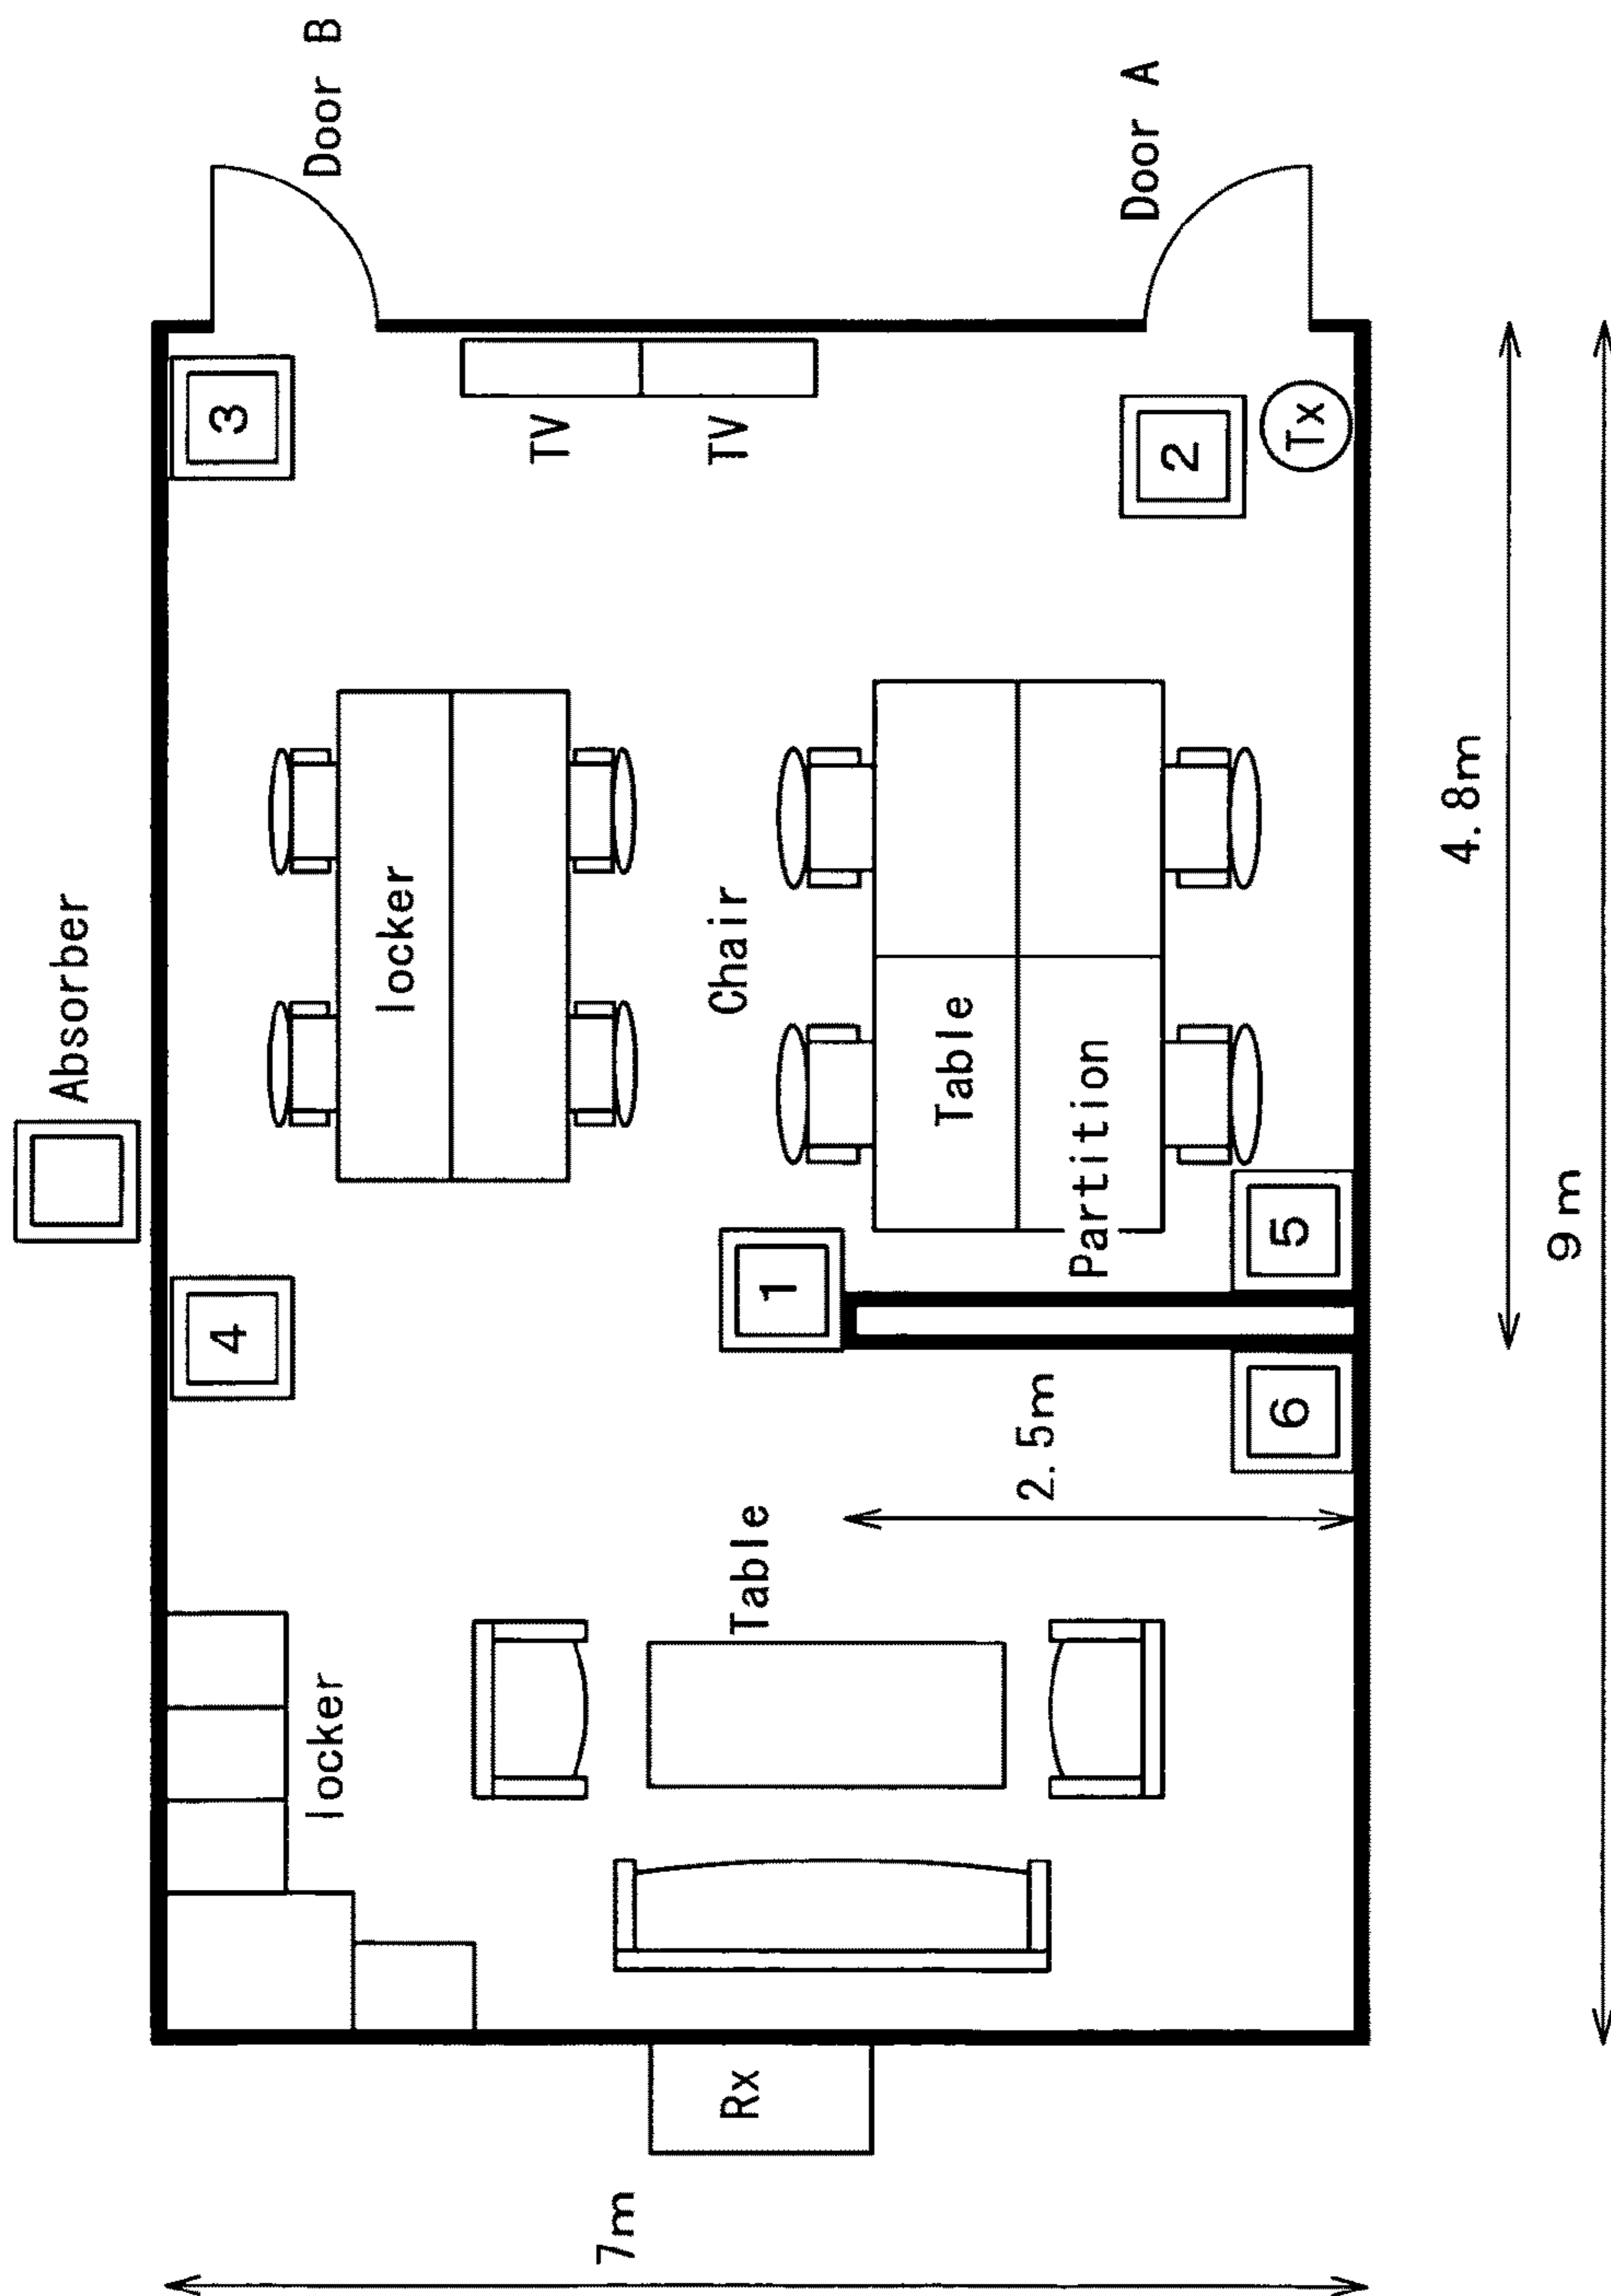 Absorber
4
3
locker
Door B
locker
7m
TV
Rx
Table
Chair
TV
1
Table
2.5m
Partition
Door A
2
6
5
Tx
4.8m
9m